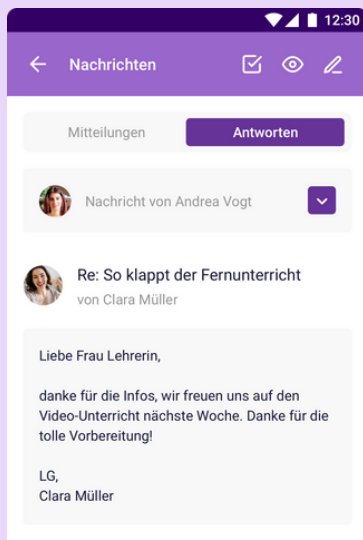 12:30
Nachrichten
Mitteilungen
Antworten
Nachricht von Andrea Vogt
Re: So klappt der Fernunterricht
von Clara Müller
Liebe Frau Lehrerin,
danke für die Infos, wir freuen uns auf den
Video-Unterricht nächste Woche. Danke für die
tolle Vorbereitung!
LG,
Clara Müller